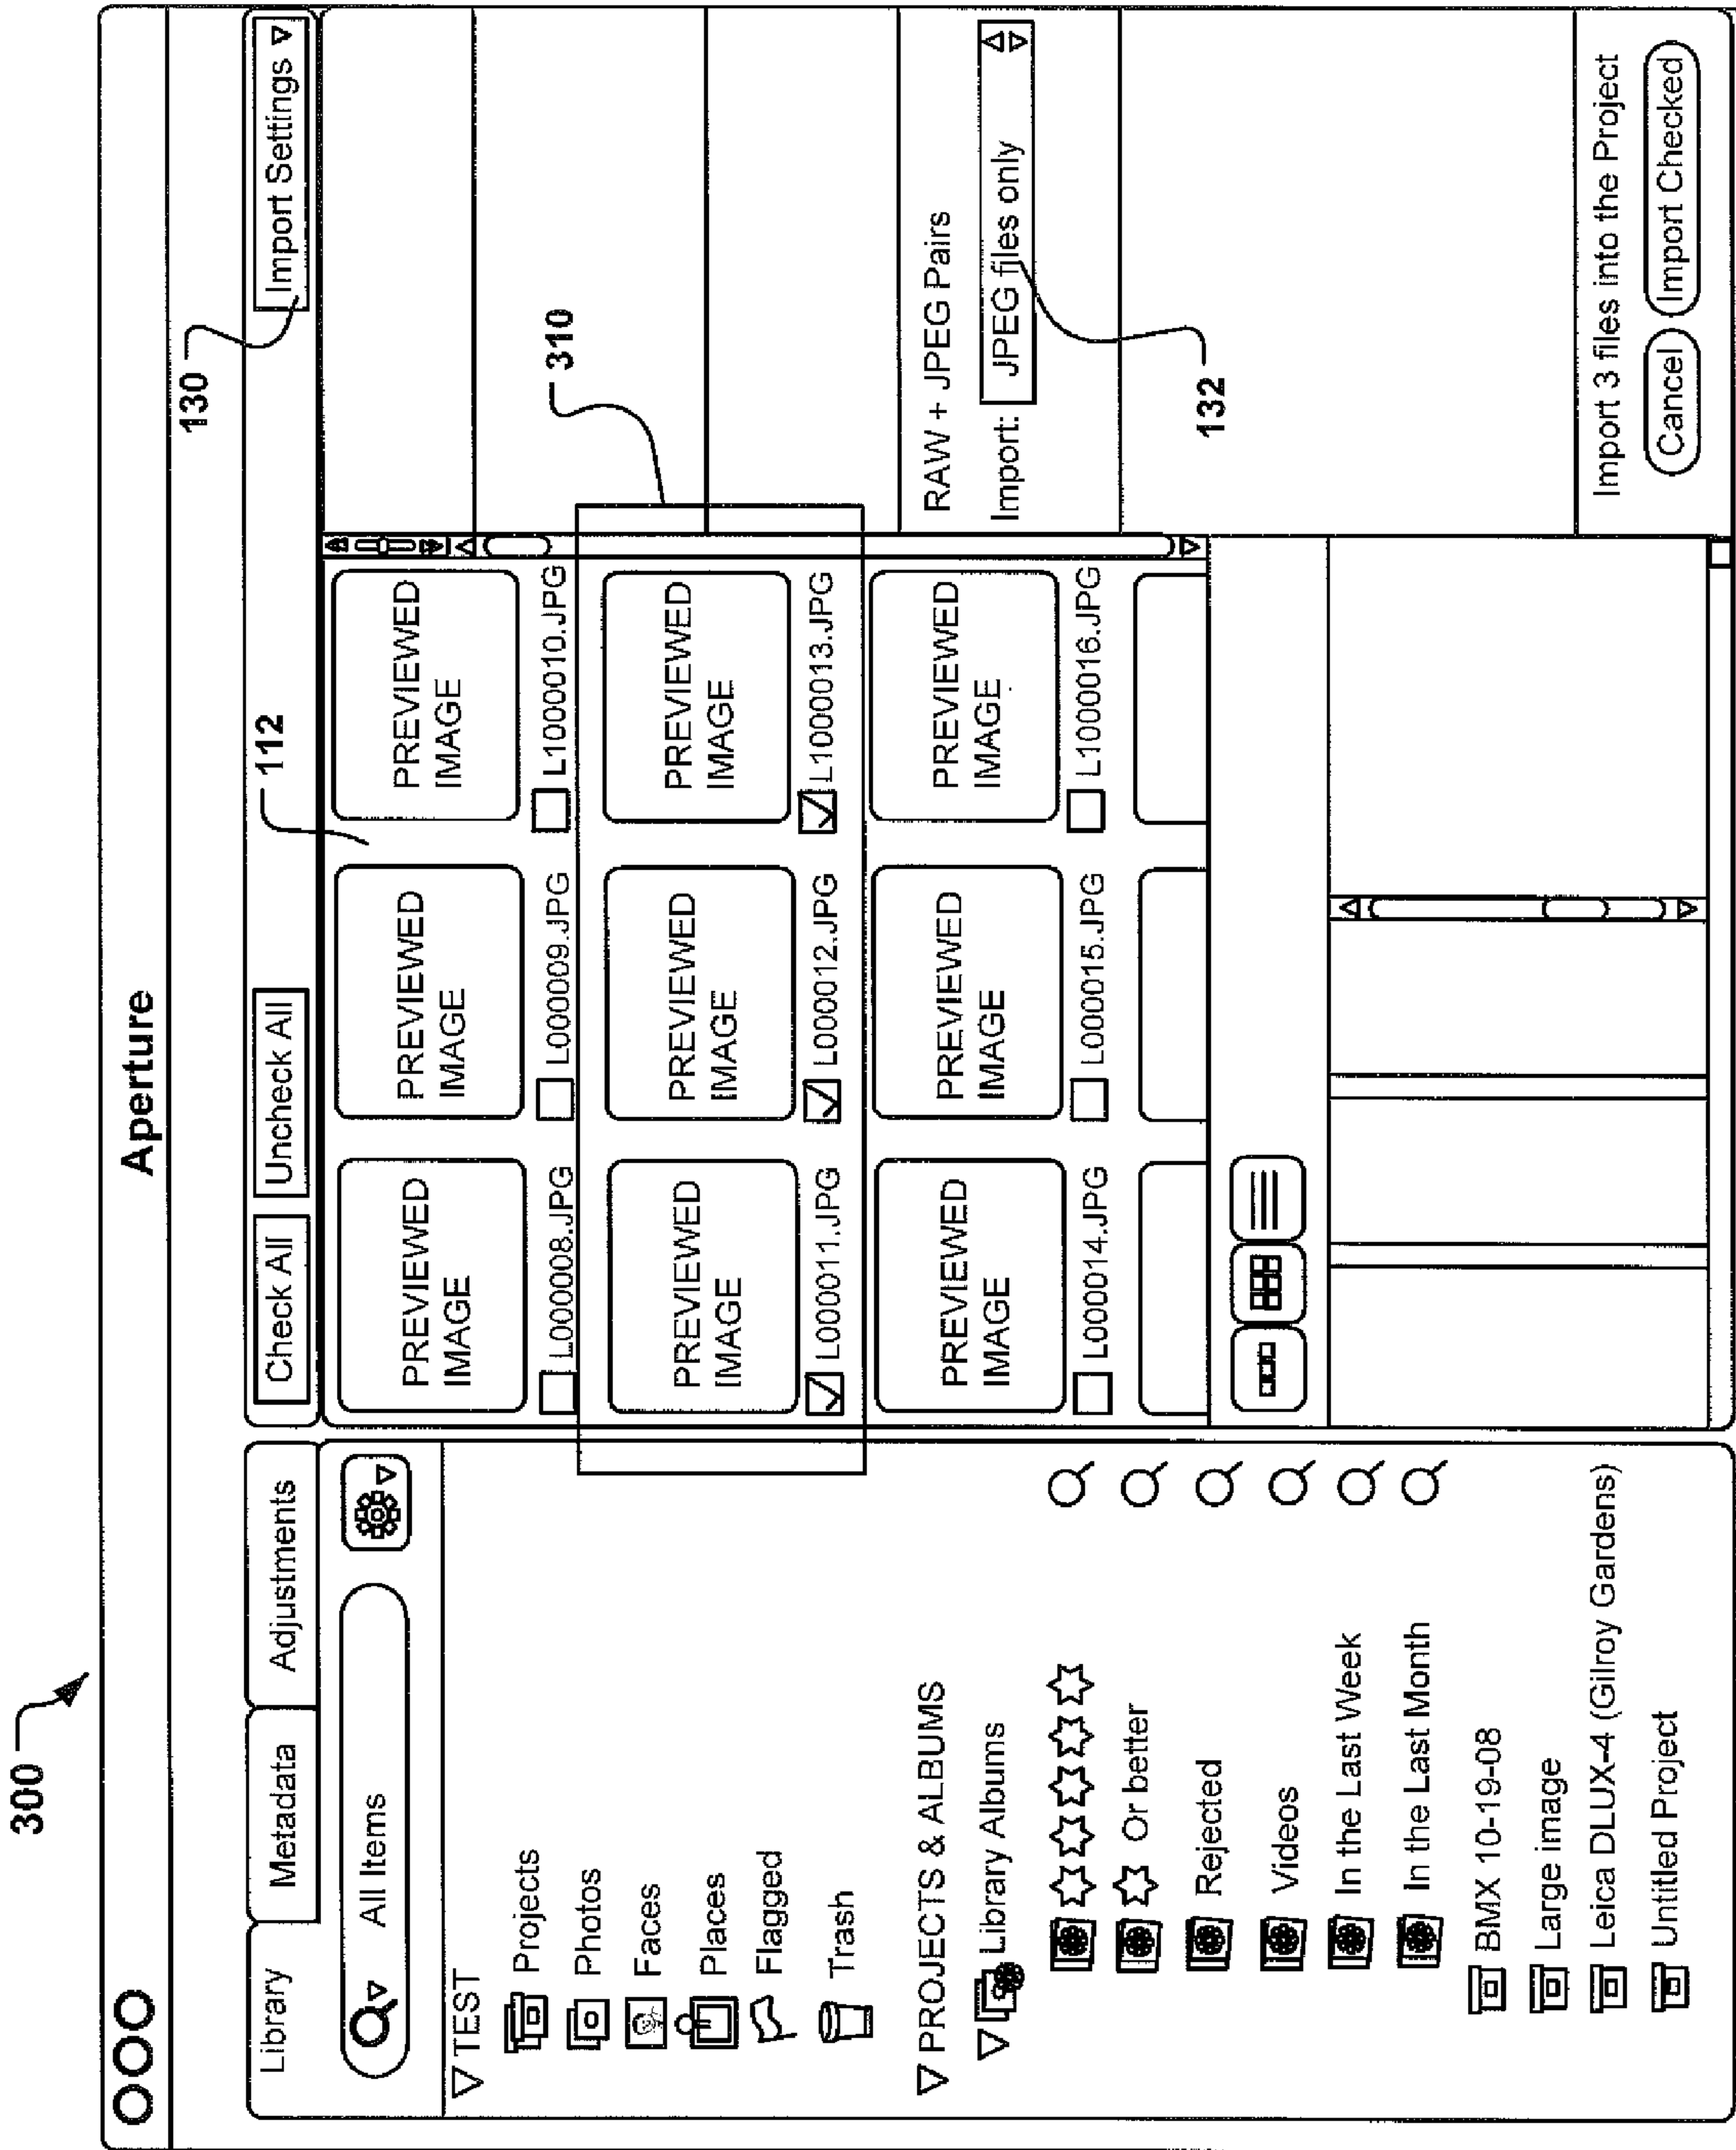 300
Aperture
Library
Metadata
Adjustments
All Items
TEST
Projects
Photos
Faces
Places
Flagged
Trash
PROJECTS & ALBUMS
Library Albums
Or better
Rejected
Videos
In the Last Week
In the Last Month
BMX 10-19-08
Large image
Leica DLUX-4 (Gilroy Gardens)
Untitled Project
Check All
Uncheck All
130
Import Settings
112
PREVIEWED IMAGE
PREVIEWED IMAGE
PREVIEWED IMAGE
L000008.JPG
L000009.JPG
L1000010.JPG
310
PREVIEWED IMAGE
PREVIEWED IMAGE
PREVIEWED IMAGE
L000011.JPG
L000012.JPG
L1000013.JPG
PREVIEWED IMAGE
PREVIEWED IMAGE
PREVIEWED IMAGE
L000014.JPG
L000015.JPG
L1000016.JPG
RAW + JPEG Pairs
Import: JPEG files only
132
Import 3 files into the Project
Cancel
Import Checked